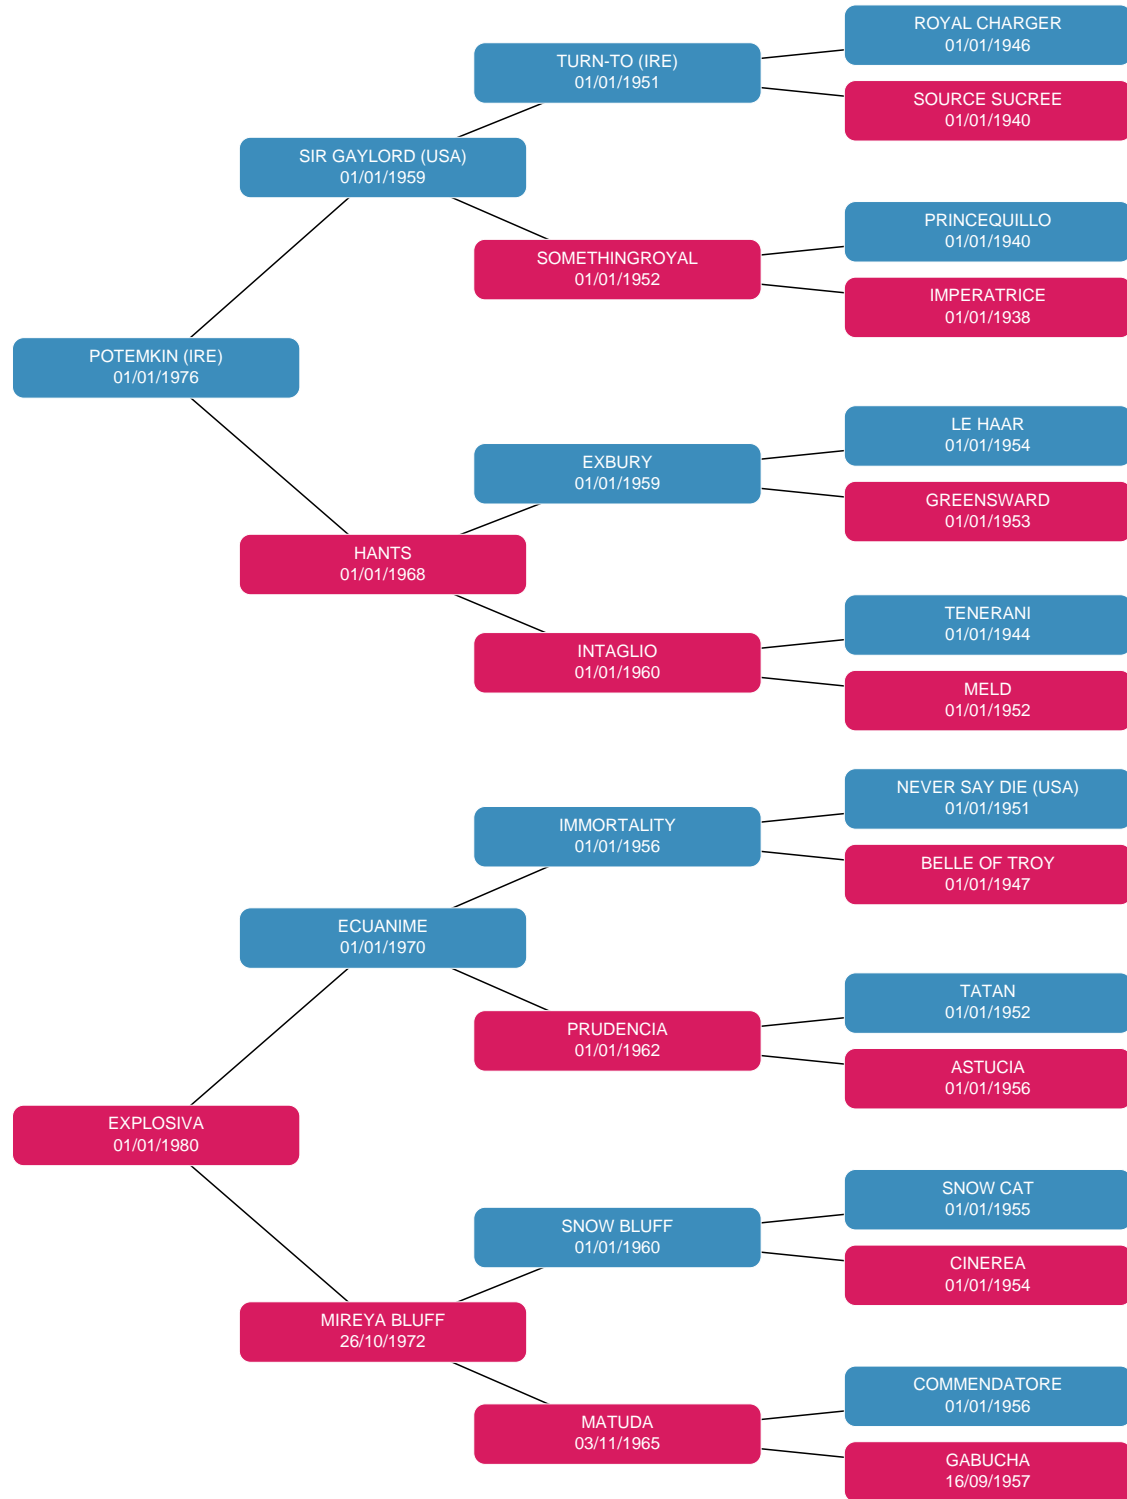 ROYAL CHARGER
01/01/1946
TURN-TO (IRE)
01/01/1951
SOURCE SUCREE
01/01/1940
SIR GAYLORD (USA)
01/01/1959
PRINCEQUILLO
01/01/1940
SOMETHINGROYAL
01/01/1952
IMPERATRICE
01/01/1938
POTEMKIN (IRE)
01/01/1976
LE HAAR
01/01/1954
EXBURY
01/01/1959
GREENSWARD
01/01/1953
HANTS
01/01/1968
TENERANI
01/01/1944
INTAGLIO
01/01/1960
MELD
01/01/1952
NEVER SAY DIE (USA)
01/01/1951
IMMORTALITY
01/01/1956
BELLE OF TROY
01/01/1947
ECUANIME
01/01/1970
TATAN
01/01/1952
PRUDENCIA
01/01/1962
ASTUCIA
01/01/1956
EXPLOSIVA
01/01/1980
SNOW CAT
01/01/1955
SNOW BLUFF
01/01/1960
CINEREA
01/01/1954
MIREYA BLUFF
26/10/1972
COMMENDATORE
01/01/1956
MATUDA
03/11/1965
GABUCHA
16/09/1957